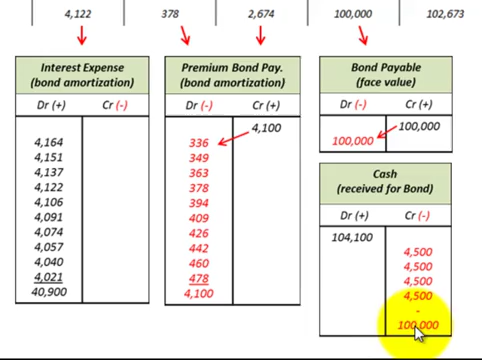 4,122 378 2,674 100,000 102,673
Interest Expense
(bond amortization)
Dr (+) Cr (-)
4,164
4,151
4,137
4,122
4,106
4,091
4,074
4,057
4,040
4,021
40,900
Premium Bond Pay.
(bond amortization)
Dr (-) Cr (+)
4,100
336
349
363
378
394
409
426
442
460
478
4,100
Bond Payable
(face value)
Dr (-) Cr (+)
100,000
100,000
Cash
(received for Bond)
Dr (+) Cr (-)
104,100
4,500
4,500
4,500
4,500
-
100,000